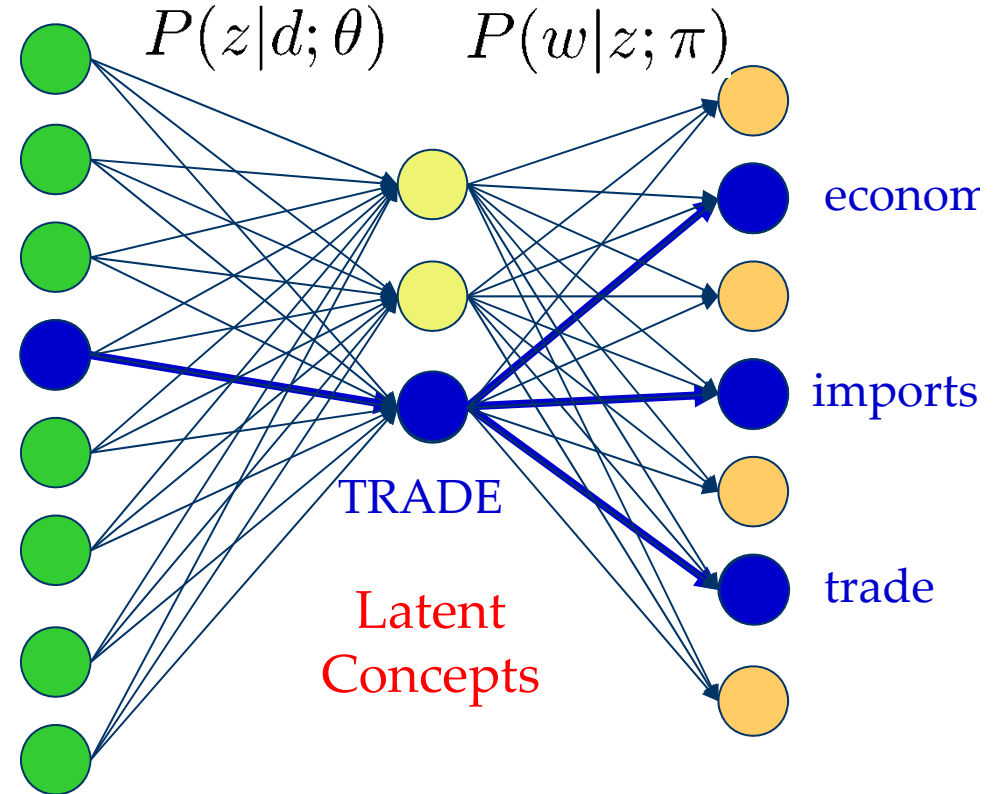 P(z|d; θ)
P(w|z; π)
econom
imports
TRADE
trade
Latent
Concepts